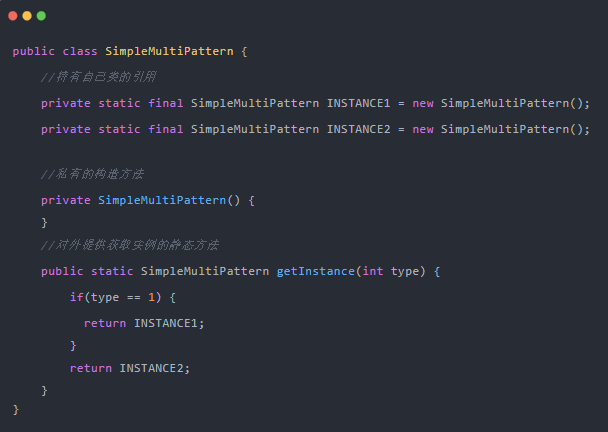 public class SimpleMultiPattern {
//持有自己类的引用
private static final SimpleMultiPattern INSTANCE1 = new SimpleMultiPattern();
private static final SimpleMultiPattern INSTANCE2 = new SimpleMultiPattern();
//私有的构造方法
private SimpleMultiPattern() {
}
//对外提供获取实例的静态方法
public static SimpleMultiPattern getInstance(int type) {
if(type == 1) {
return INSTANCE1;
}
return INSTANCE2;
}
}